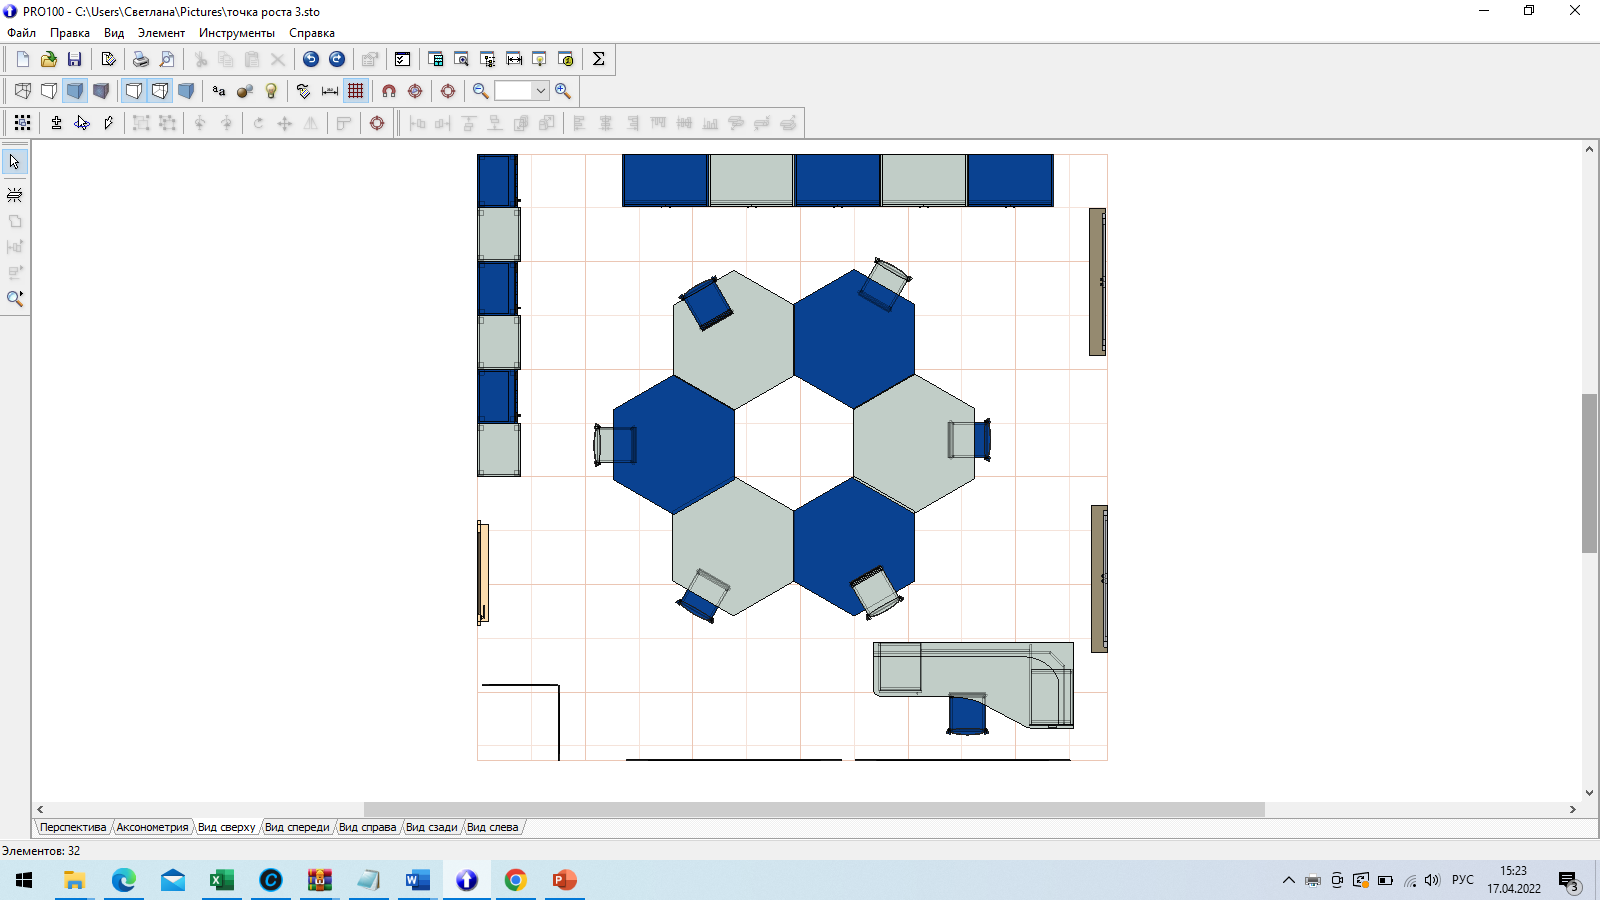 PRO100 - C:\Users\Светлана\Pictures\точка роста 3.sto
Файл Правка Вид Элемент Инструменты Справка
Перспектива Аксонометрия Вид сверху Вид спереди Вид справа Вид сзади Вид слева
Элементов: 32
РУС
15:23
17.04.2022
3